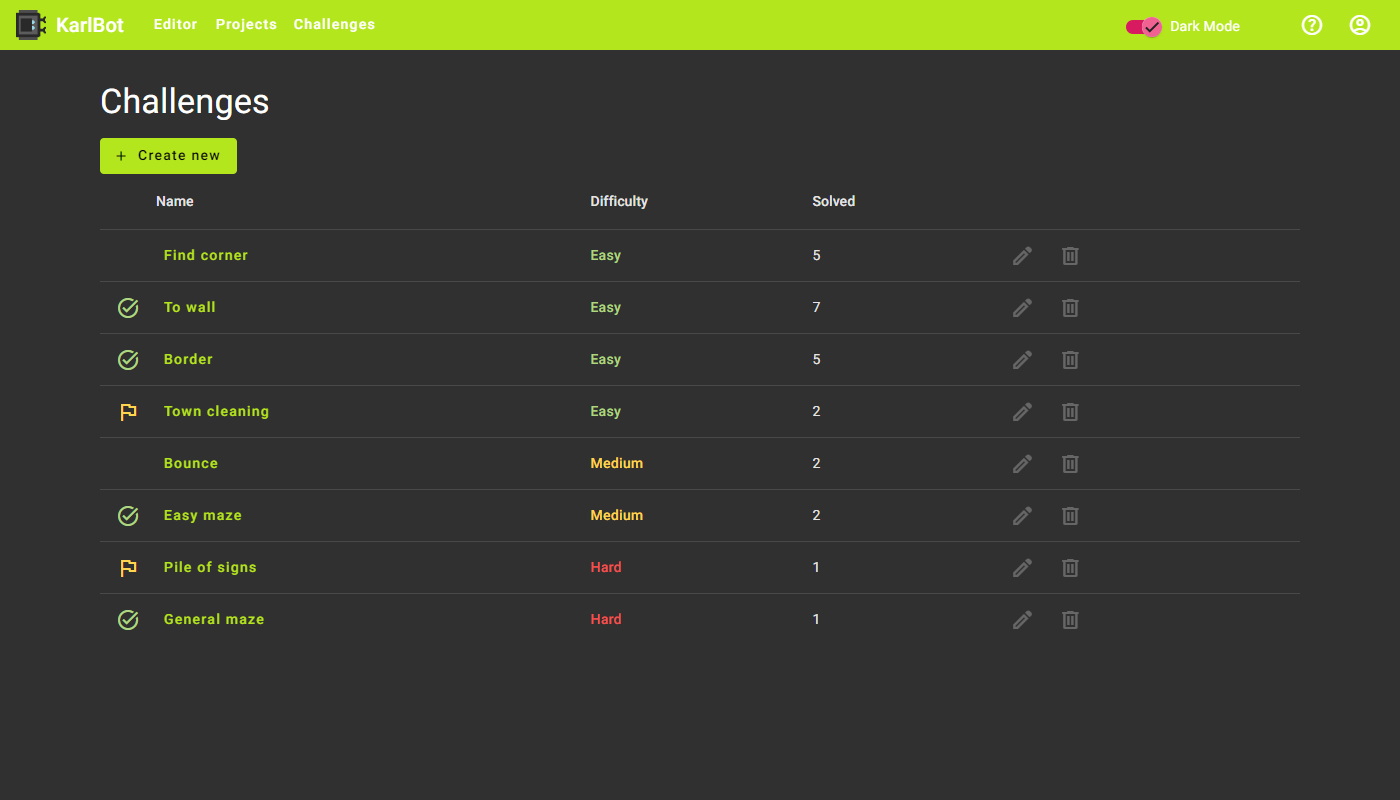 KarlBot Editor Projects Challenges Dark Mode
Challenges
+ Create new
Name Difficulty Solved
Find corner Easy 5
To wall Easy 7
Border Easy 5
Town cleaning Easy 2
Bounce Medium 2
Easy maze Medium 2
Pile of signs Hard 1
General maze Hard 1